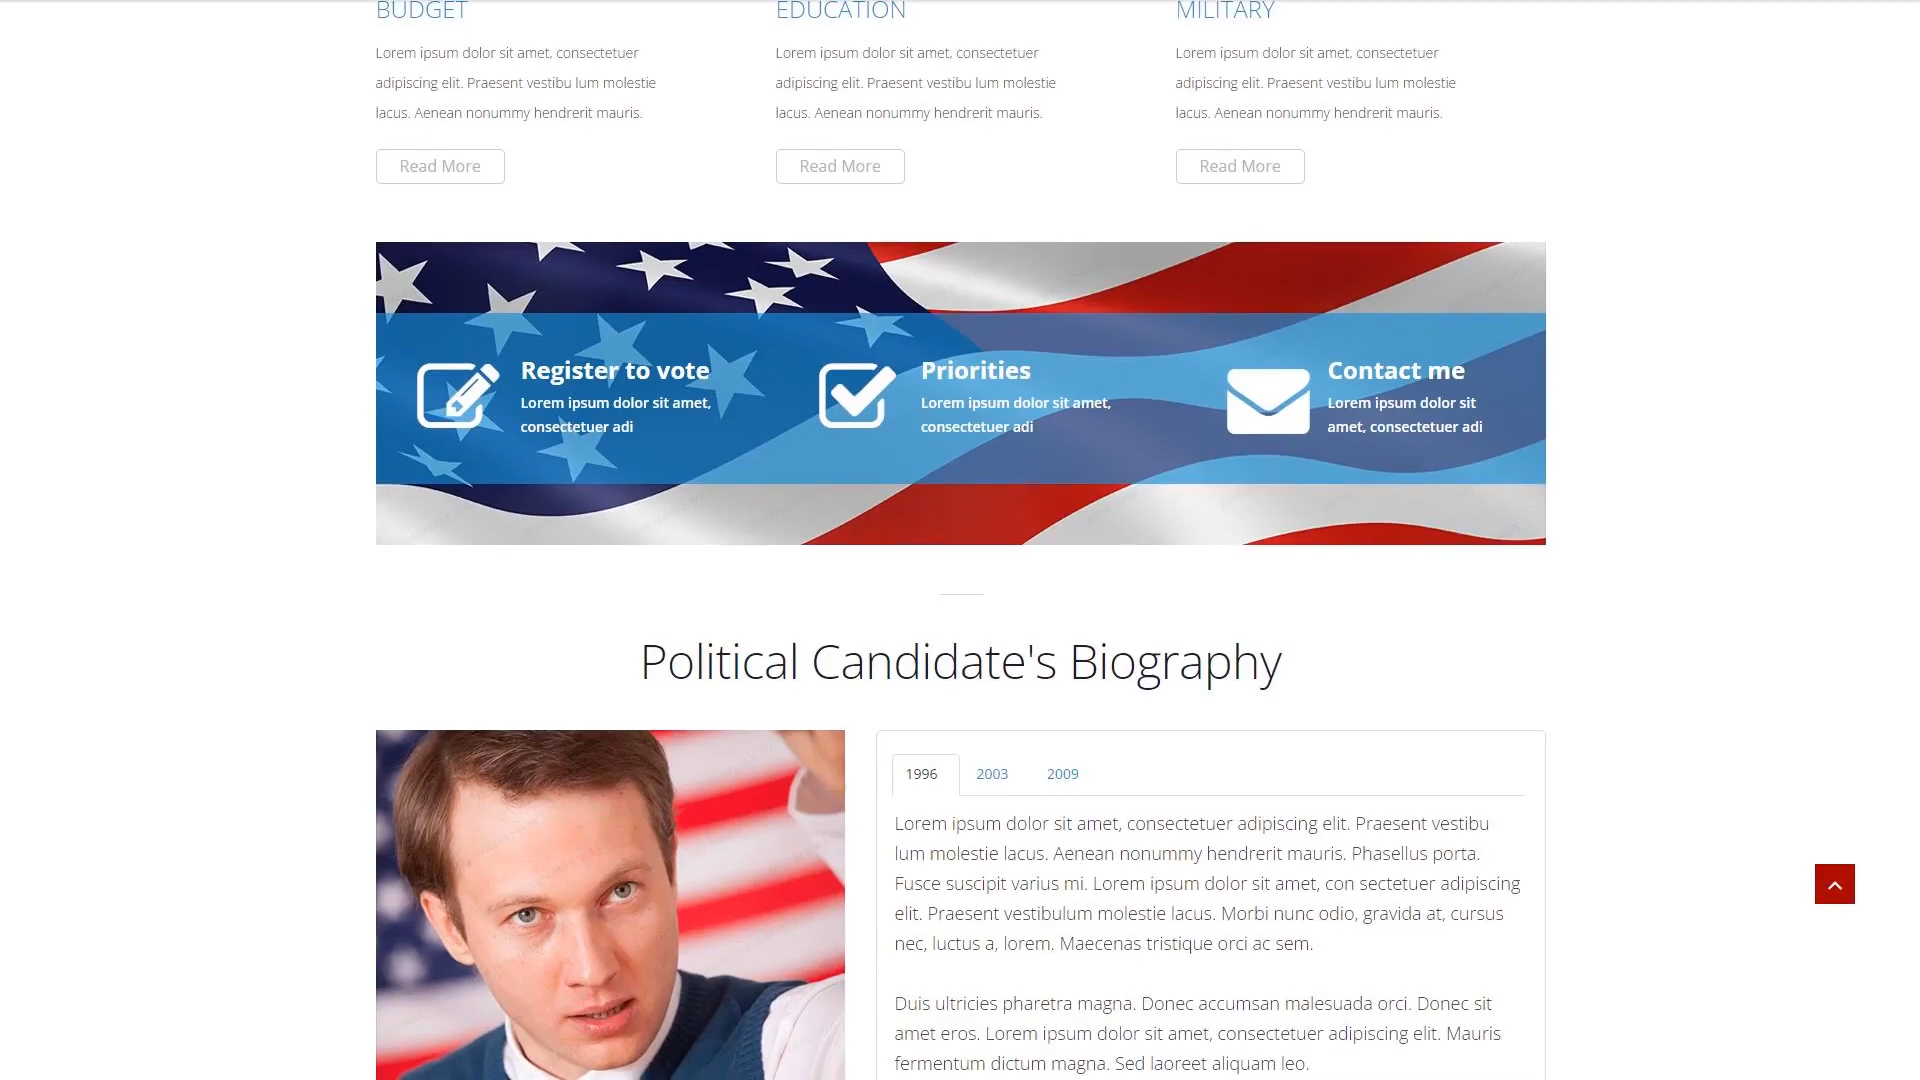 BUDGET
Lorem ipsum dolor sit amet, consectetuer
adipiscing elit. Praesent vestibu lum molestie
lacus. Aenean nonummy hendrerit mauris.
Read More
EDUCATION
Lorem ipsum dolor sit amet, consectetuer
adipiscing elit. Praesent vestibu lum molestie
lacus. Aenean nonummy hendrerit mauris.
Read More
MILITARY
Lorem ipsum dolor sit amet, consectetuer
adipiscing elit. Praesent vestibu lum molestie
lacus. Aenean nonummy hendrerit mauris.
Read More
Register to vote
Lorem ipsum dolor sit amet,
consectetuer adi
Priorities
Lorem ipsum dolor sit amet,
consectetuer adi
Contact me
Lorem ipsum dolor sit
amet, consectetuer adi
Political Candidate's Biography
1996
2003
2009
Lorem ipsum dolor sit amet, consectetuer adipiscing elit. Praesent vestibu
lum molestie lacus. Aenean nonummy hendrerit mauris. Phasellus porta.
Fusce suscipit varius mi. Lorem ipsum dolor sit amet, con sectetuer adipiscing
elit. Praesent vestibulum molestie lacus. Morbi nunc odio, gravida at, cursus
nec, luctus a, lorem. Maecenas tristique orci ac sem.
Duis ultricies pharetra magna. Donec accumsan malesuada orci. Donec sit
amet eros. Lorem ipsum dolor sit amet, consectetuer adipiscing elit. Mauris
fermentum dictum magna. Sed laoreet aliquam leo.